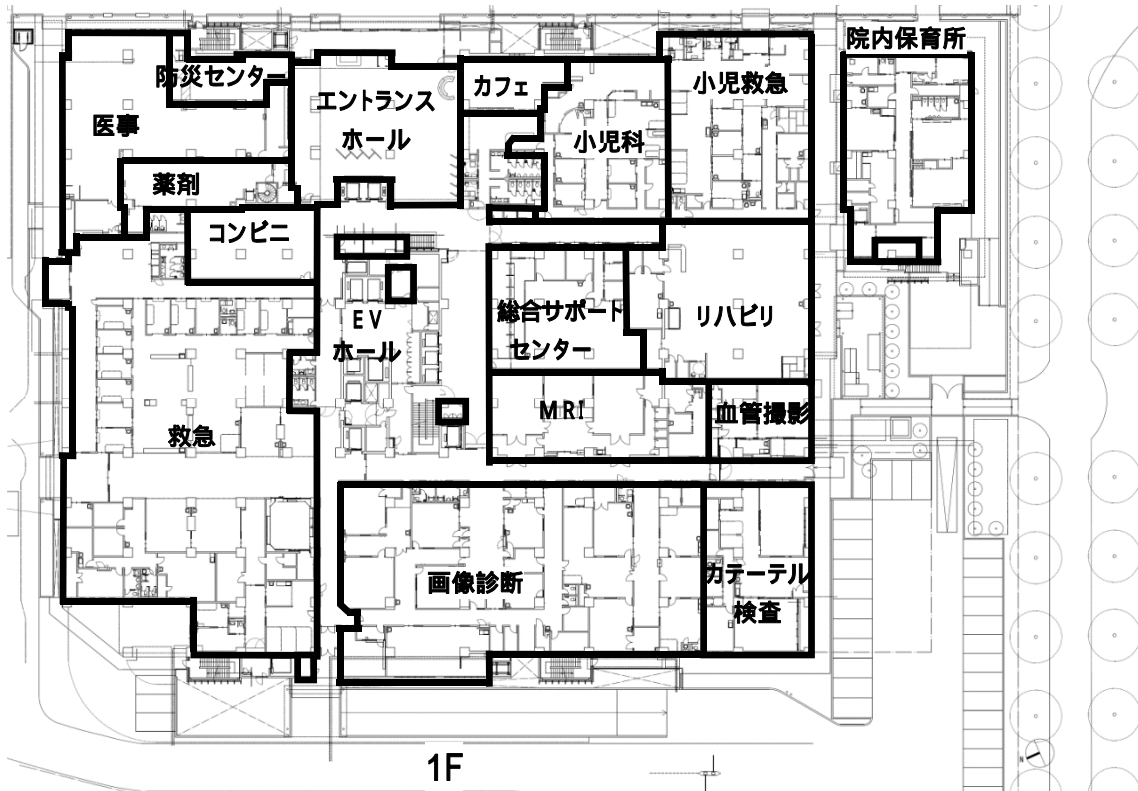 院内保育所
防災センター
カフェ
小児救急
エントランス
ホール
医事
小児科
薬剤
コンビニ
総合サポート
センター
リハビリ
EV
ホール
MRI
血管撮影
救急
画像診断
カテーテル
検査
1F
N